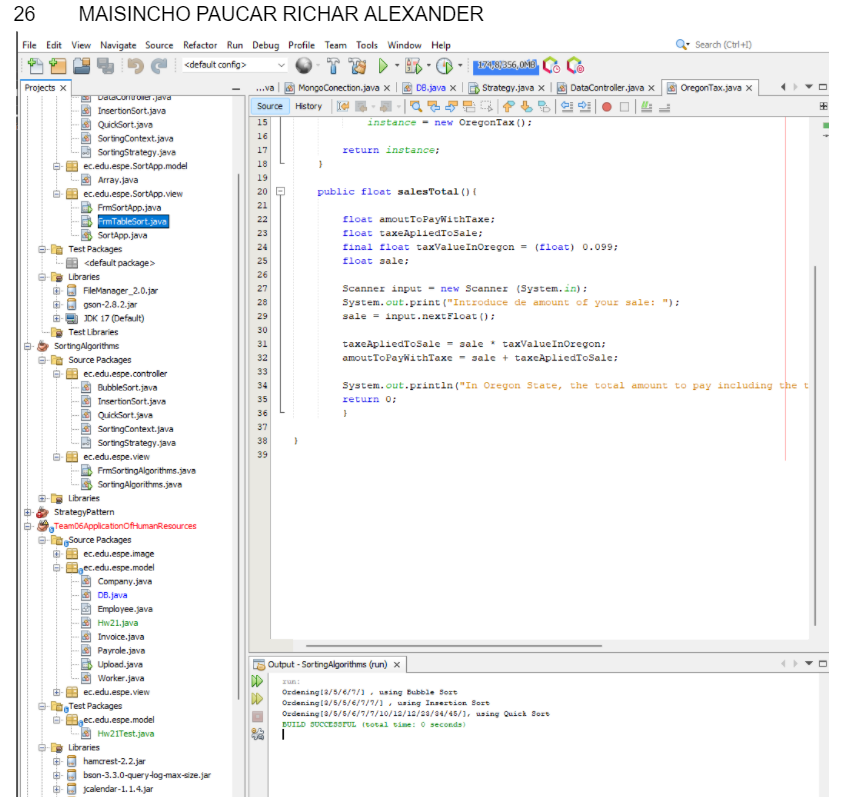 26 MAISINCHO PAUCAR RICHAR ALEXANDER
File Edit View Navigate Source Refactor Run Debug Profile Team Tools Window Help
Search (Ctrl+I)
<default config>
Projects ×
...va MongoConection.java × DB.java × Strategy.java × DataController.java × OregonTax.java ×
Source History
DataController.java
InsertionSort.java
QuickSort.java
SortingContext.java
SortingStrategy.java
ec.edu.espe.SortApp.model
Array.java
ec.edu.espe.SortApp.view
FrmSortApp.java
FrmTableSort.java
SortApp.java
Test Packages
<default package>
Libraries
FileManager_2.0.jar
gson-2.8.2.jar
JDK 17 (Default)
Test Libraries
SortingAlgorithms
Source Packages
ec.edu.espe.controller
BubbleSort.java
InsertionSort.java
QuickSort.java
SortingContext.java
SortingStrategy.java
ec.edu.espe.view
FrmSortingAlgorithms.java
SortingAlgorithms.java
Libraries
StrategyPattern
Team06ApplicationOfHumanResources
Source Packages
ec.edu.espe.image
ec.edu.espe.model
Company.java
DB.java
Employee.java
Hw21.java
Invoice.java
Payrole.java
Upload.java
Worker.java
ec.edu.espe.view
Test Packages
ec.edu.espe.model
Hw21Test.java
Libraries
hamcrest-2.2.jar
bson-3.3.0-query-log-max-size.jar
jcalendar-1.1.4.jar
15 instance = new OregonTax();
16
17 return instance;
18 }
19
20 public float salesTotal(){
21
22 float amoutToPayWithTaxe;
23 float taxeApliedToSale;
24 final float taxValueInOregon = (float) 0.099;
25 float sale;
26
27 Scanner input = new Scanner (System.in);
28 System.out.print("Introduce de amount of your sale: ");
29 sale = input.nextFloat();
30
31 taxeApliedToSale = sale * taxValueInOregon;
32 amoutToPayWithTaxe = sale + taxeApliedToSale;
33
34 System.out.println("In Oregon State, the total amount to pay including the t
35 return 0;
36 }
37
38 }
39
Output - SortingAlgorithms (run) ×
run:
Ordening[3/5/6/7/] , using Bubble Sort
Ordening[3/5/6/7/7/] , using Insertion Sort
Ordening[3/5/5/6/7/7/10/12/12/23/34/45/], using Quick Sort
BUILD SUCCESSFUL (total time: 0 seconds)